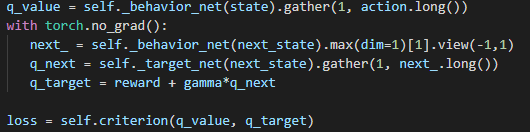 q_value = self._behavior_net(state).gather(1, action.long())
with torch.no_grad():
next_ = self._behavior_net(next_state).max(dim=1)[1].view(-1,1)
q_next = self._target_net(next_state).gather(1, next_.long())
q_target = reward + gamma*q_next
loss = self.criterion(q_value, q_target)